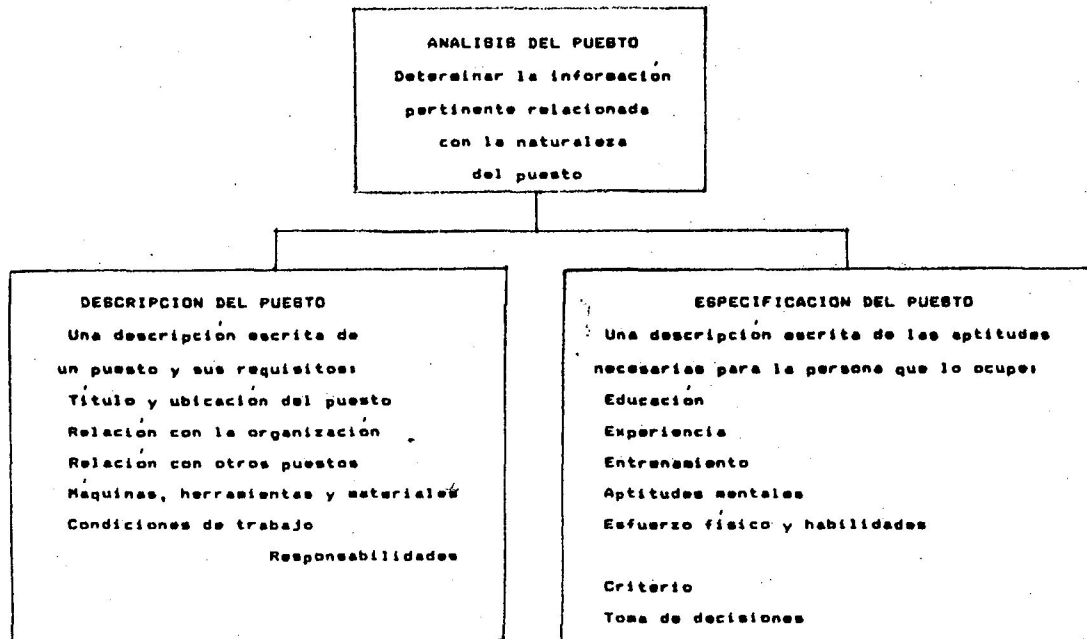 ANALISIS DEL PUESTO
Determinar la información
pertinente relacionada
con la naturaleza
del puesto
DESCRIPCION DEL PUESTO
Una descripción escrita de
un puesto y sus requisitos:
Título y ubicación del puesto
Relación con la organización
Relación con otros puestos
Máquinas, herramientas y materiales
Condiciones de trabajo
Responsabilidades
ESPECIFICACION DEL PUESTO
Una descripción escrita de las aptitudes
necesarias para la persona que lo ocupe:
Educación
Experiencia
Entrenamiento
Aptitudes mentales
Esfuerzo físico y habilidades
Criterio
Toma de decisiones